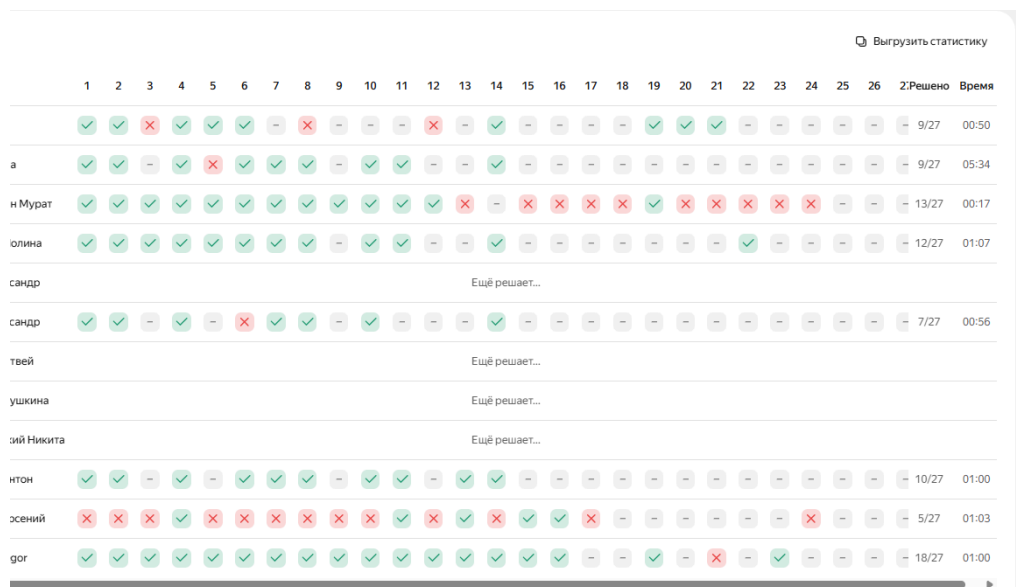 Выгрузить статистику
1 2 3 4 5 6 7 8 9 10 11 12 13 14 15 16 17 18 19 20 21 22 23 24 25 26 Решено Время
9/27 00:50
а 9/27 05:34
н Мурат 13/27 00:17
олина 12/27 01:07
сандр Ещё решает...
сандр 7/27 00:56
твей Ещё решает...
ушкина Ещё решает...
кий Никита Ещё решает...
нтон 10/27 01:00
рсений 5/27 01:03
gor 18/27 01:00